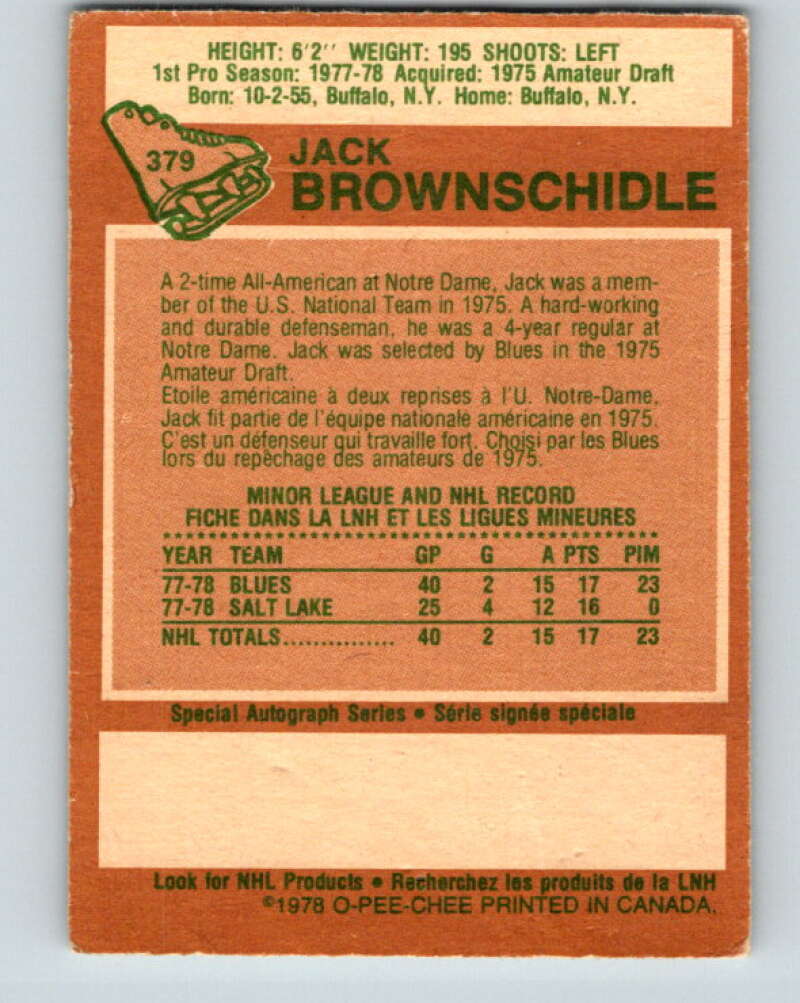 HEIGHT: 6'2'' WEIGHT: 195 SHOOTS: LEFT
1st Pro Season: 1977-78 Acquired: 1975 Amateur Draft
Born: 10-2-55, Buffalo, N.Y. Home: Buffalo, N.Y.
379
JACK
BROWNSCHIDLE
A 2-time All-American at Notre Dame, Jack was a mem-
ber of the U.S. National Team in 1975. A hard-working
and durable defenseman, he was a 4-year regular at
Notre Dame. Jack was selected by Blues in the 1975
Amateur Draft.
Etoile américaine à deux reprises à l'U. Notre-Dame,
Jack fit partie de l'équipe nationale américaine en 1975.
C'est un défenseur qui travaille fort. Choisi par les Blues
lors du repêchage des amateurs de 1975.
MINOR LEAGUE AND NHL RECORD
FICHE DANS LA LNH ET LES LIGUES MINEURES
YEAR TEAM GP G A PTS PIM
77-78 BLUES 40 2 15 17 23
77-78 SALT LAKE 25 4 12 16 0
NHL TOTALS............... 40 2 15 17 23
Special Autograph Series • Série signée spéciale
Look for NHL Products • Recherchez les produits de la LNH
©1978 O-PEE-CHEE PRINTED IN CANADA.